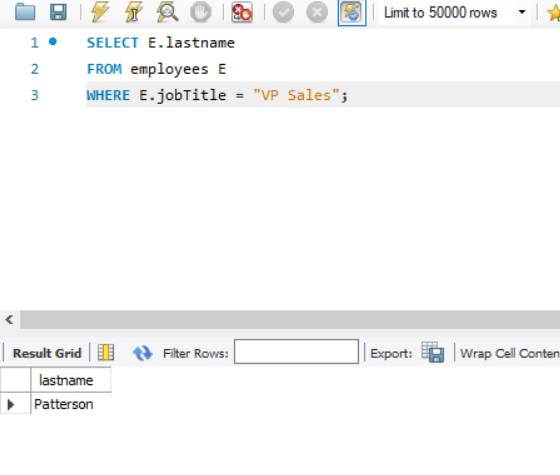 Limit to 50000 rows
1 SELECT E.lastname
2 FROM employees E
3 WHERE E.jobTitle = "VP Sales";
Result Grid Filter Rows: Export: Wrap Cell Conten
lastname
Patterson